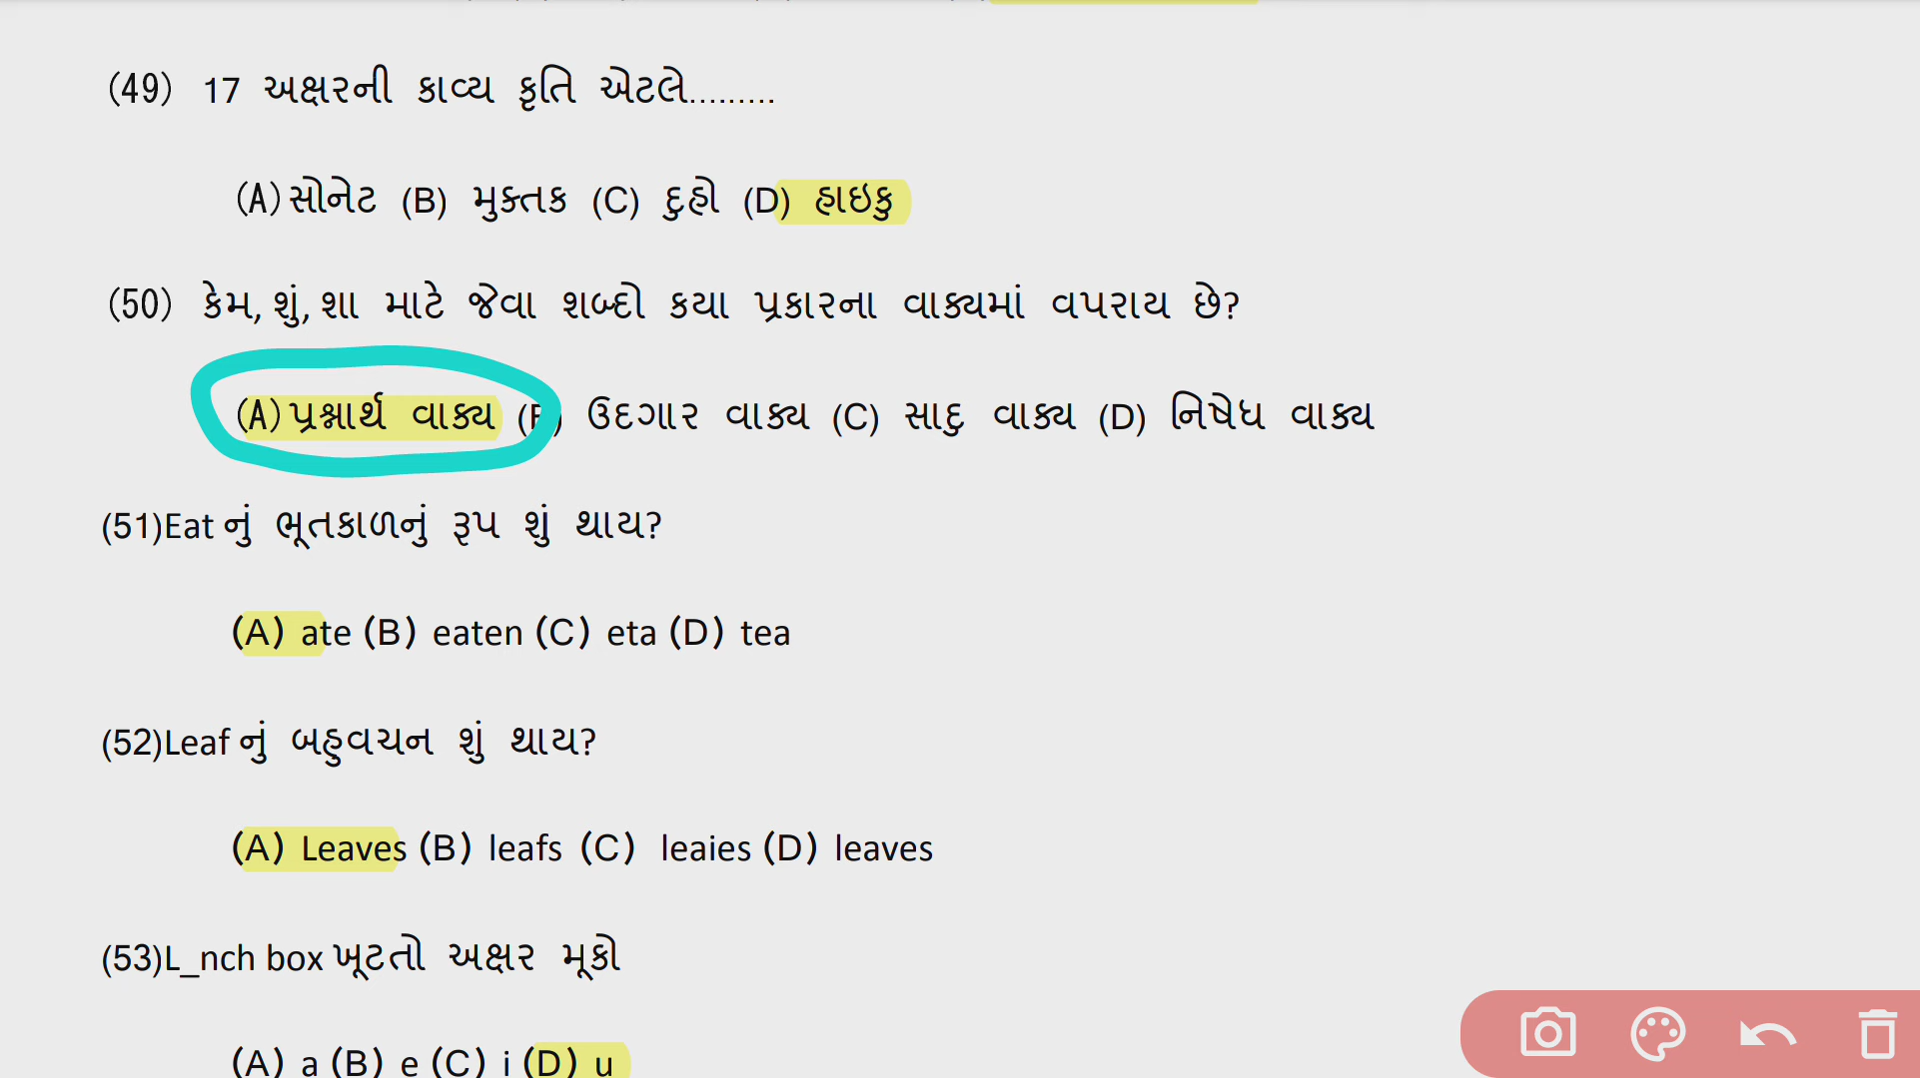 (49) 17 અક્ષરની કાવ્ય કૃતિ એટલે.........
(A) સોનેટ (B) મુક્તક (C) દુહો (D) હાઇકુ
(50) કેમ, શું, શા માટે જેવા શબ્દો કયા પ્રકારના વાક્યમાં વપરાય છે?
(A) પ્રશ્નાર્થ વાક્ય (B) ઉદગાર વાક્ય (C) સાદુ વાક્ય (D) નિષેધ વાક્ય
(51)Eat નું ભૂતકાળનું રૂપ શું થાય?
(A) ate (B) eaten (C) eta (D) tea
(52)Leaf નું બહુવચન શું થાય?
(A) Leaves (B) leafs (C) leaies (D) leaves
(53)L_nch box ખૂટતો અક્ષર મૂકો
(A) a (B) e (C) i (D) u